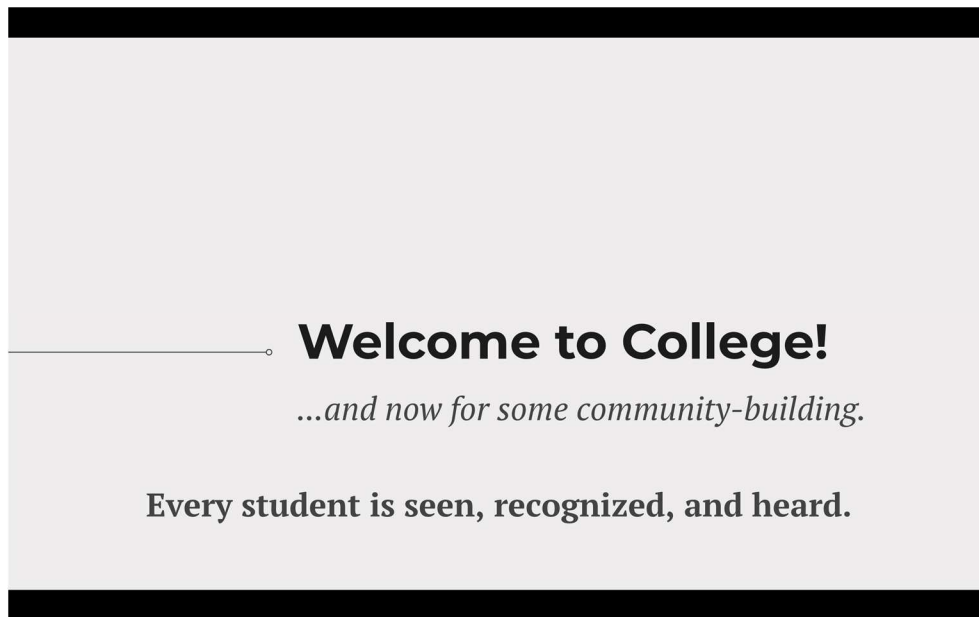 Welcome to College!
...and now for some community-building.
Every student is seen, recognized, and heard.